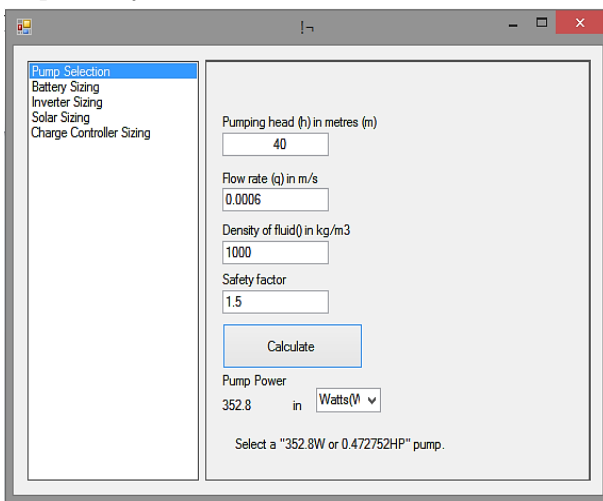 !¬
Pump Selection
Battery Sizing
Inverter Sizing
Solar Sizing
Charge Controller Sizing
Pumping head (h) in metres (m)
40
Flow rate (q) in m/s
0.0006
Density of fluid() in kg/m3
1000
Safety factor
1.5
Calculate
Pump Power
352.8 in Watts(W
Select a "352.8W or 0.472752HP" pump.